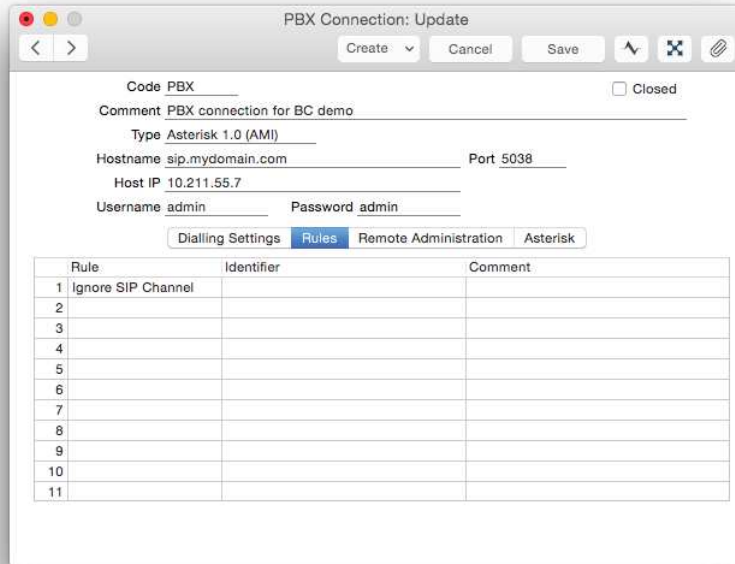 PBX Connection: Update
Create Cancel Save
Code PBX Closed
Comment PBX connection for BC demo
Type Asterisk 1.0 (AMI)
Hostname sip.mydomain.com Port 5038
Host IP 10.211.55.7
Username admin Password admin
Dialling Settings Rules Remote Administration Asterisk
Rule Identifier Comment
1 Ignore SIP Channel
2
3
4
5
6
7
8
9
10
11